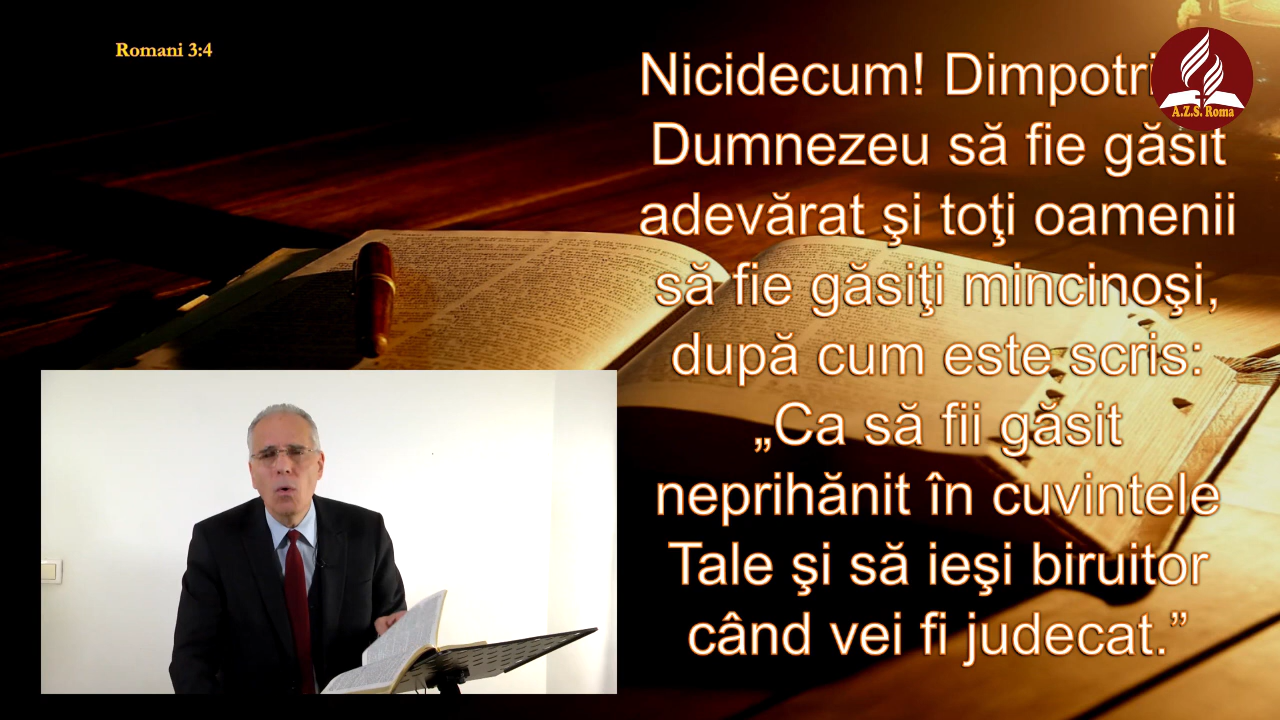 Romani 3:4
Nicidecum! Dimpotri
A.Z.S. Roma
Dumnezeu să fie găsit
adevărat şi toţi oamenii
să fie găsiţi mincinoşi,
după cum este scris:
„Ca să fii găsit
neprihănit în cuvintele
Tale şi să ieşi biruitor
când vei fi judecat.”